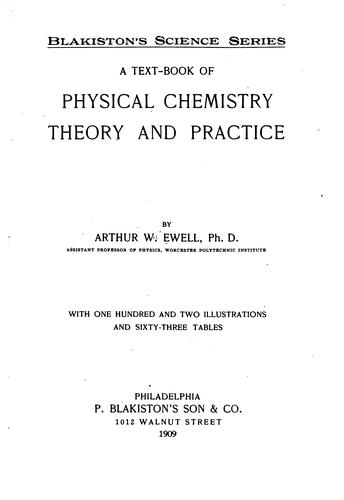 BLAKISTON'S SCIENCE SERIES
A TEXT-BOOK OF
PHYSICAL CHEMISTRY
THEORY AND PRACTICE
BY
ARTHUR W. EWELL, Ph. D.
ASSISTANT PROFESSOR OF PHYSICS, WORCESTER POLYTECHNIC INSTITUTE
WITH ONE HUNDRED AND TWO ILLUSTRATIONS
AND SIXTY-THREE TABLES
PHILADELPHIA
P. BLAKISTON'S SON & CO.
1012 WALNUT STREET
1909